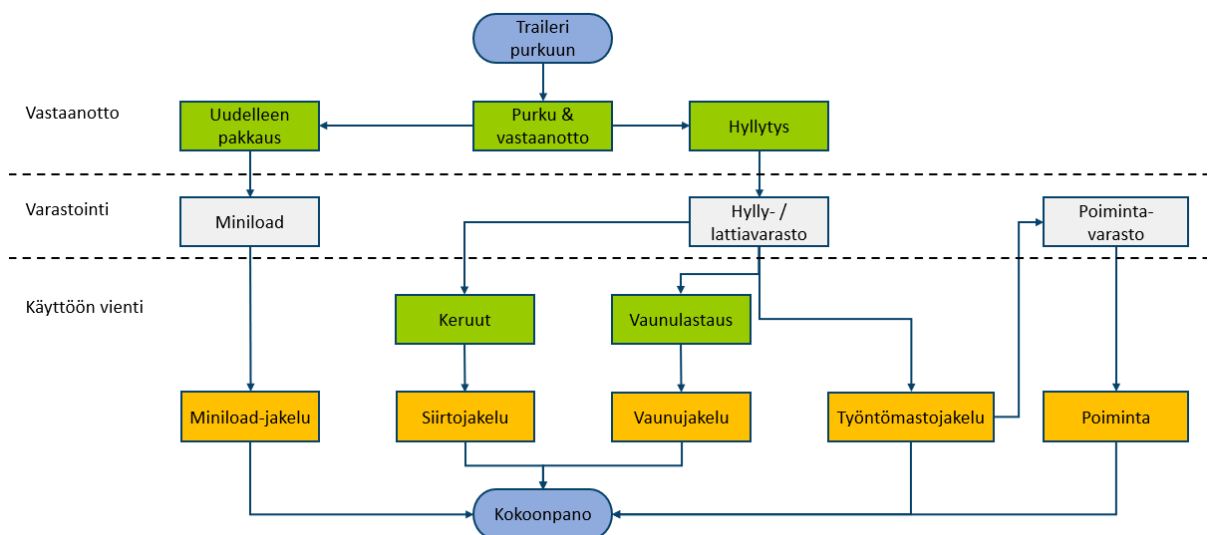 Traileri
purkuun
Vastaanotto
Uudelleen
pakkaus
Purku &
vastaanotto
Hyllytys
Varastointi
Miniload
Hylly- /
lattiavarasto
Poiminta-
varasto
Käyttöön vienti
Keruut
Vaunulastaus
Miniload-jakelu
Siirtojakelu
Vaunujakelu
Työntömastojakelu
Poiminta
Kokoonpano